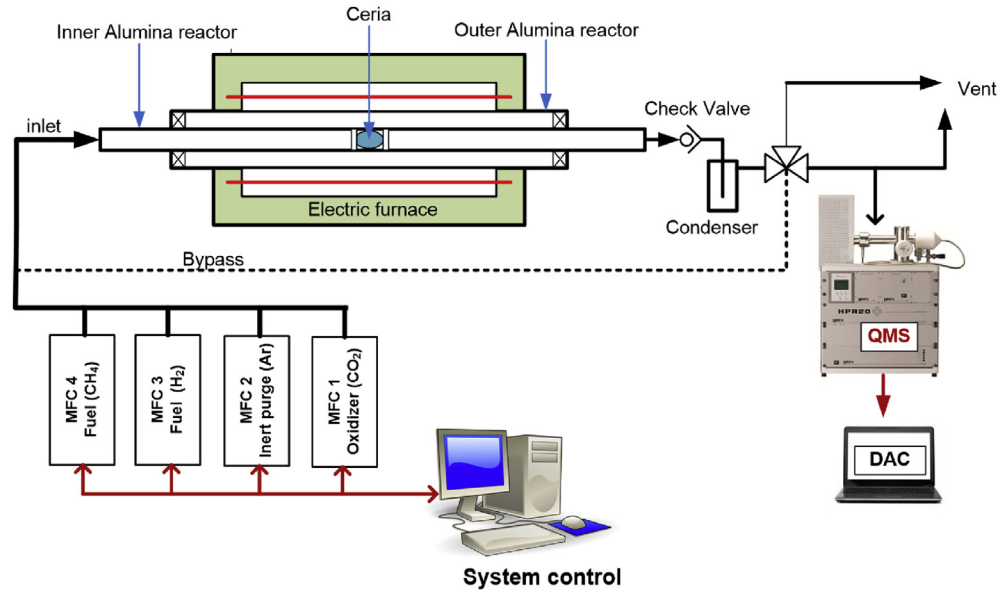 Ceria
Inner Alumina reactor
Outer Alumina reactor
Vent
Check Valve
inlet
Electric furnace
Condenser
Bypass
HPR20
QMS
MFC 4
Fuel (CH₄)
MFC 3
Fuel (H₂)
MFC 2
Inert purge (Ar)
MFC 1
Oxidizer (CO₂)
DAC
System control